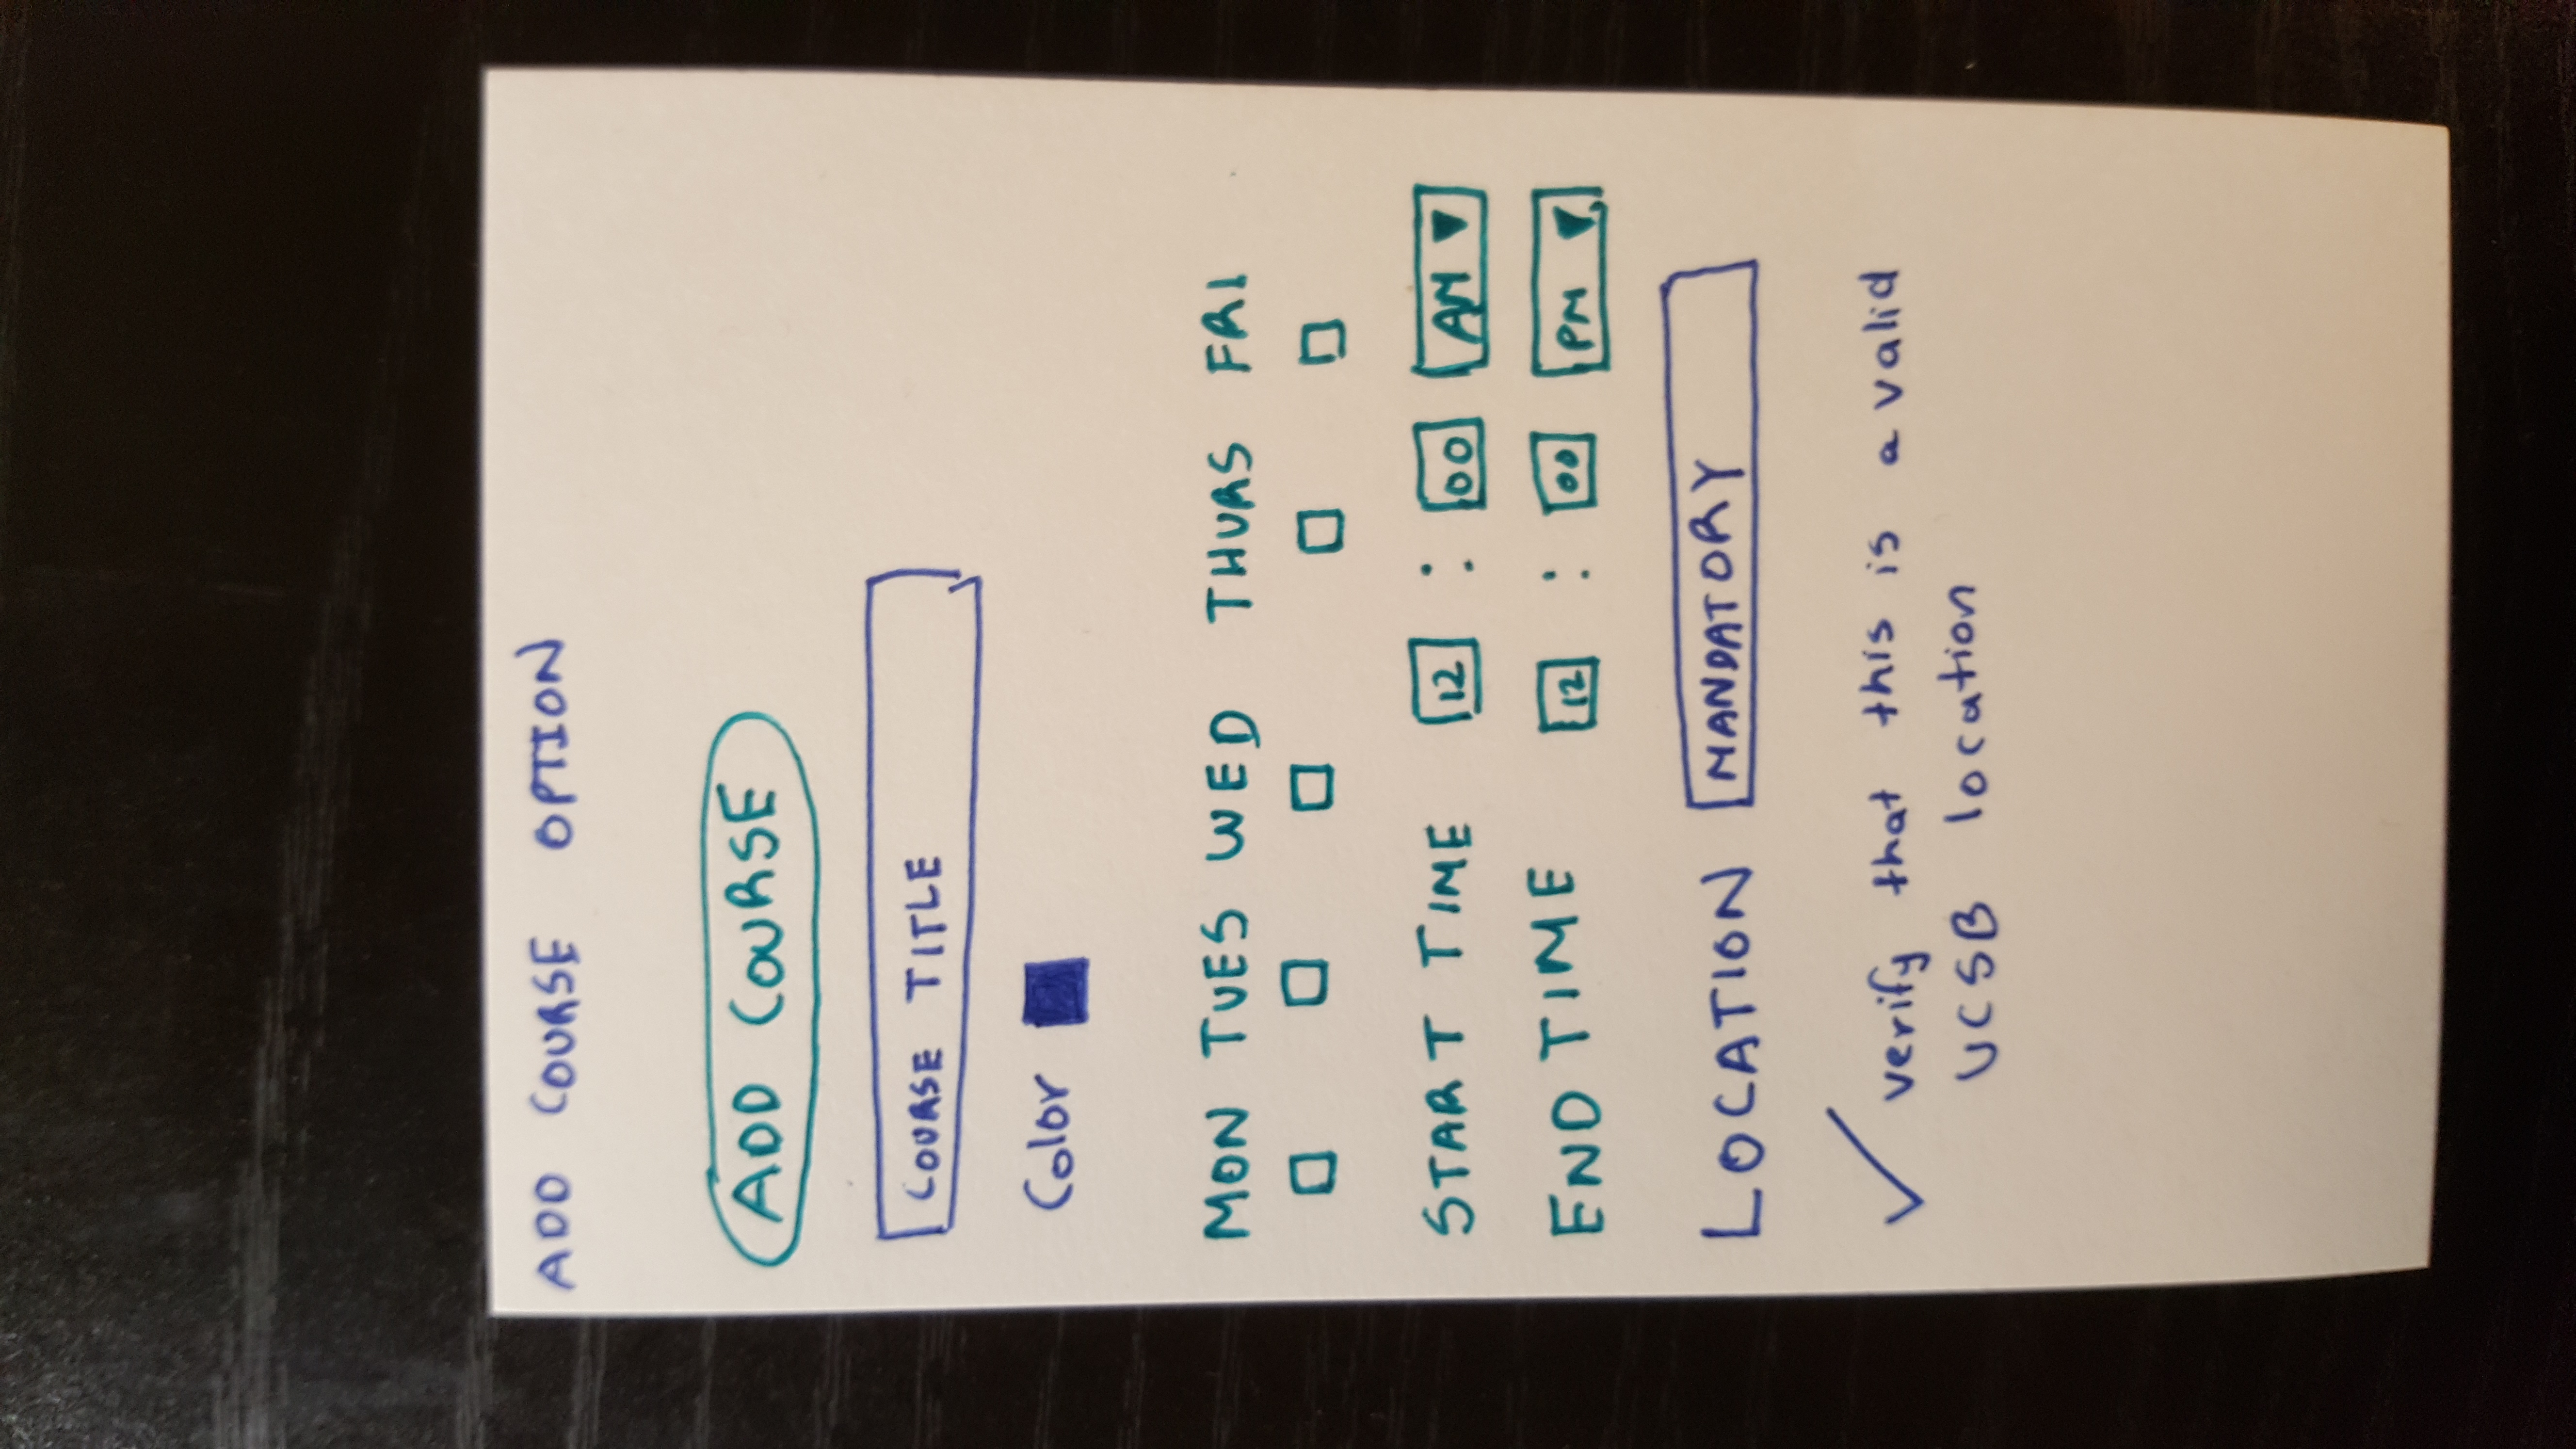 ADD COURSE OPTION
ADD COURSE
COURSE TITLE
Color
MON TUES WED THURS FRI
START TIME 12 : 00 AM ▼
END TIME 12 : 00 PM ▼
LOCATION MANDATORY
✓ verify that this is a valid
UCSB location